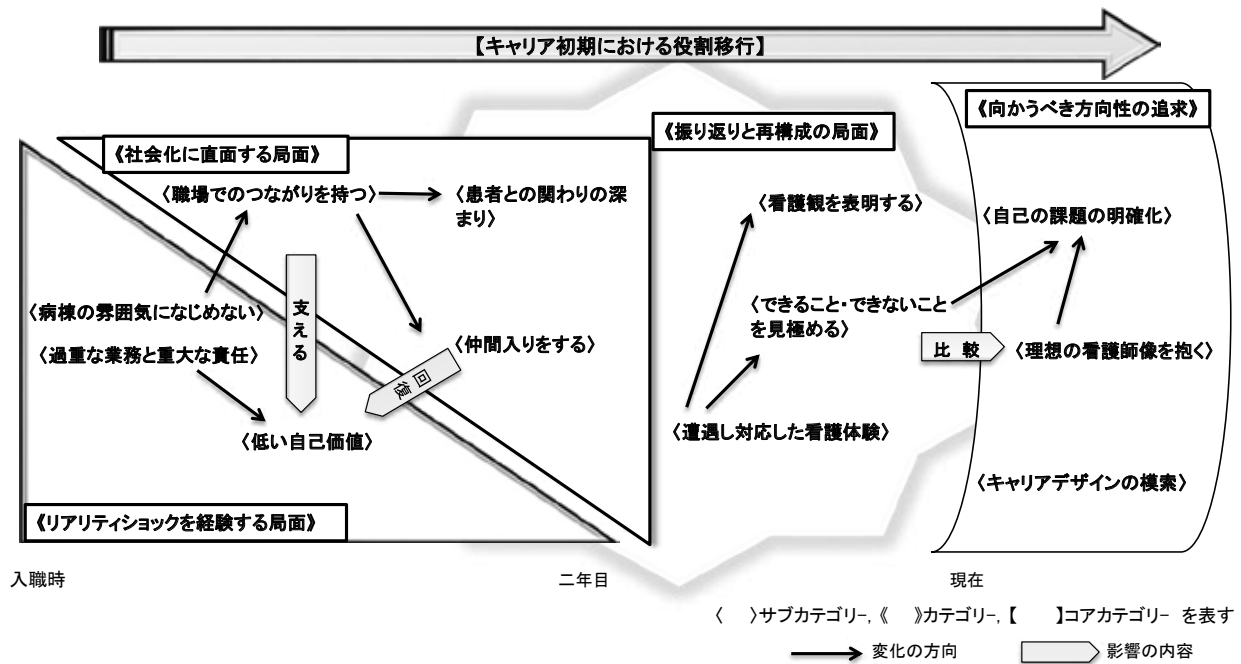 【キャリア初期における役割移行】
《向かうべき方向性の追求》
《振り返りと再構成の局面》
《社会化に直面する局面》
〈職場でのつながりを持つ〉
〈患者との関わりの深
まり〉
〈看護観を表明する〉
〈自己の課題の明確化〉
〈病棟の雰囲気になじめない〉
支える
〈できること・できないこと
を見極める〉
〈過重な業務と重大な責任〉
〈仲間入りをする〉
比 較
〈理想の看護師像を抱く〉
回復
〈低い自己価値〉
〈遭遇し対応した看護体験〉
〈キャリアデザインの模索〉
《リアリティショックを経験する局面》
入職時
二年目
現在
〈 〉サブカテゴリー, 《 》カテゴリー, 【 】コアカテゴリー を表す
変化の方向
影響の内容